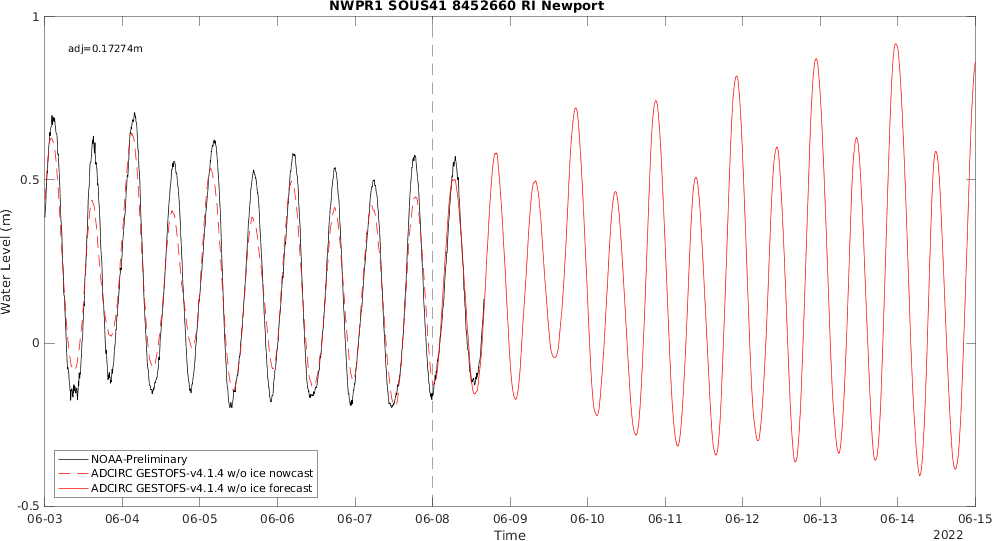 NWPR1 SOUS41 8452660 RI Newport
adj=0.17274m
Water Level (m)
1
0.5
0
-0.5
NOAA-Preliminary
ADCIRC GESTOFS-v4.1.4 w/o ice nowcast
ADCIRC GESTOFS-v4.1.4 w/o ice forecast
06-03 06-04 06-05 06-06 06-07 06-08 06-09 06-10 06-11 06-12 06-13 06-14 06-15
Time
2022